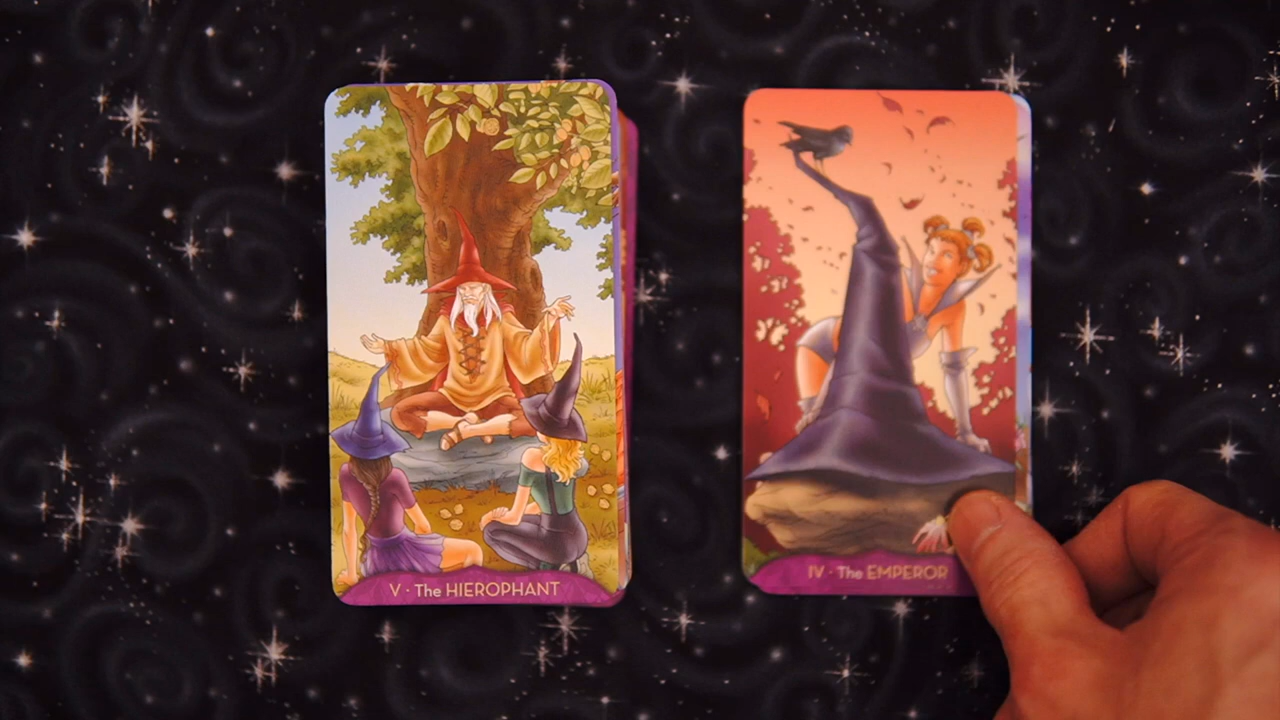 V · The HIEROPHANT
IV · The EMPEROR